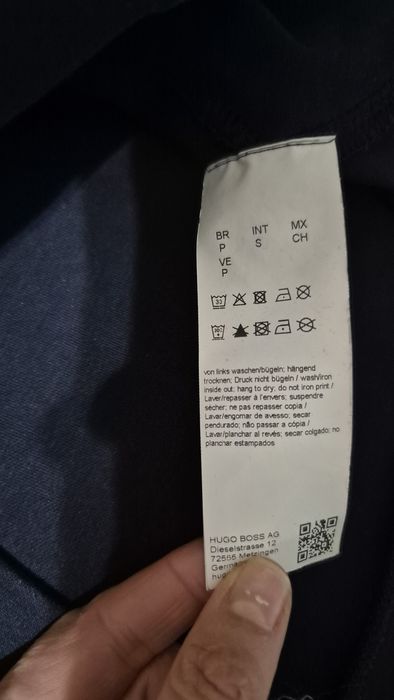 BR INT MX
P S CH
VE
P
30
30°C
von links waschen/bügeln; hängend
trocknen; Druck nicht bügeln / wash/iron
inside out; hang to dry; do not iron print /
Laver/repasser à l'envers; suspendre
sécher; ne pas repasser copia /
Lavar/engomar de avesso; secar
pendurado; não passar a cópia /
Lavar/planchar al revés; secar colgado; no
planchar estampados
HUGO BOSS AG
Dieselstrasse 12
72555 Metzingen